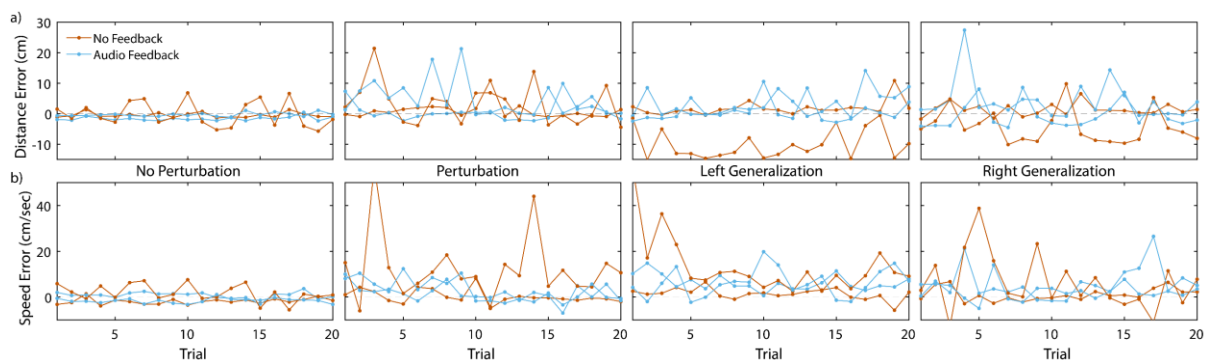 a)
Distance Error (cm)
30
20
10
0
-10
No Feedback
Audio Feedback
No Perturbation
Perturbation
Left Generalization
Right Generalization
b)
Speed Error (cm/sec)
40
20
0
5 10 15 20 5 10 15 20 5 10 15 20 5 10 15 20
Trial Trial Trial Trial